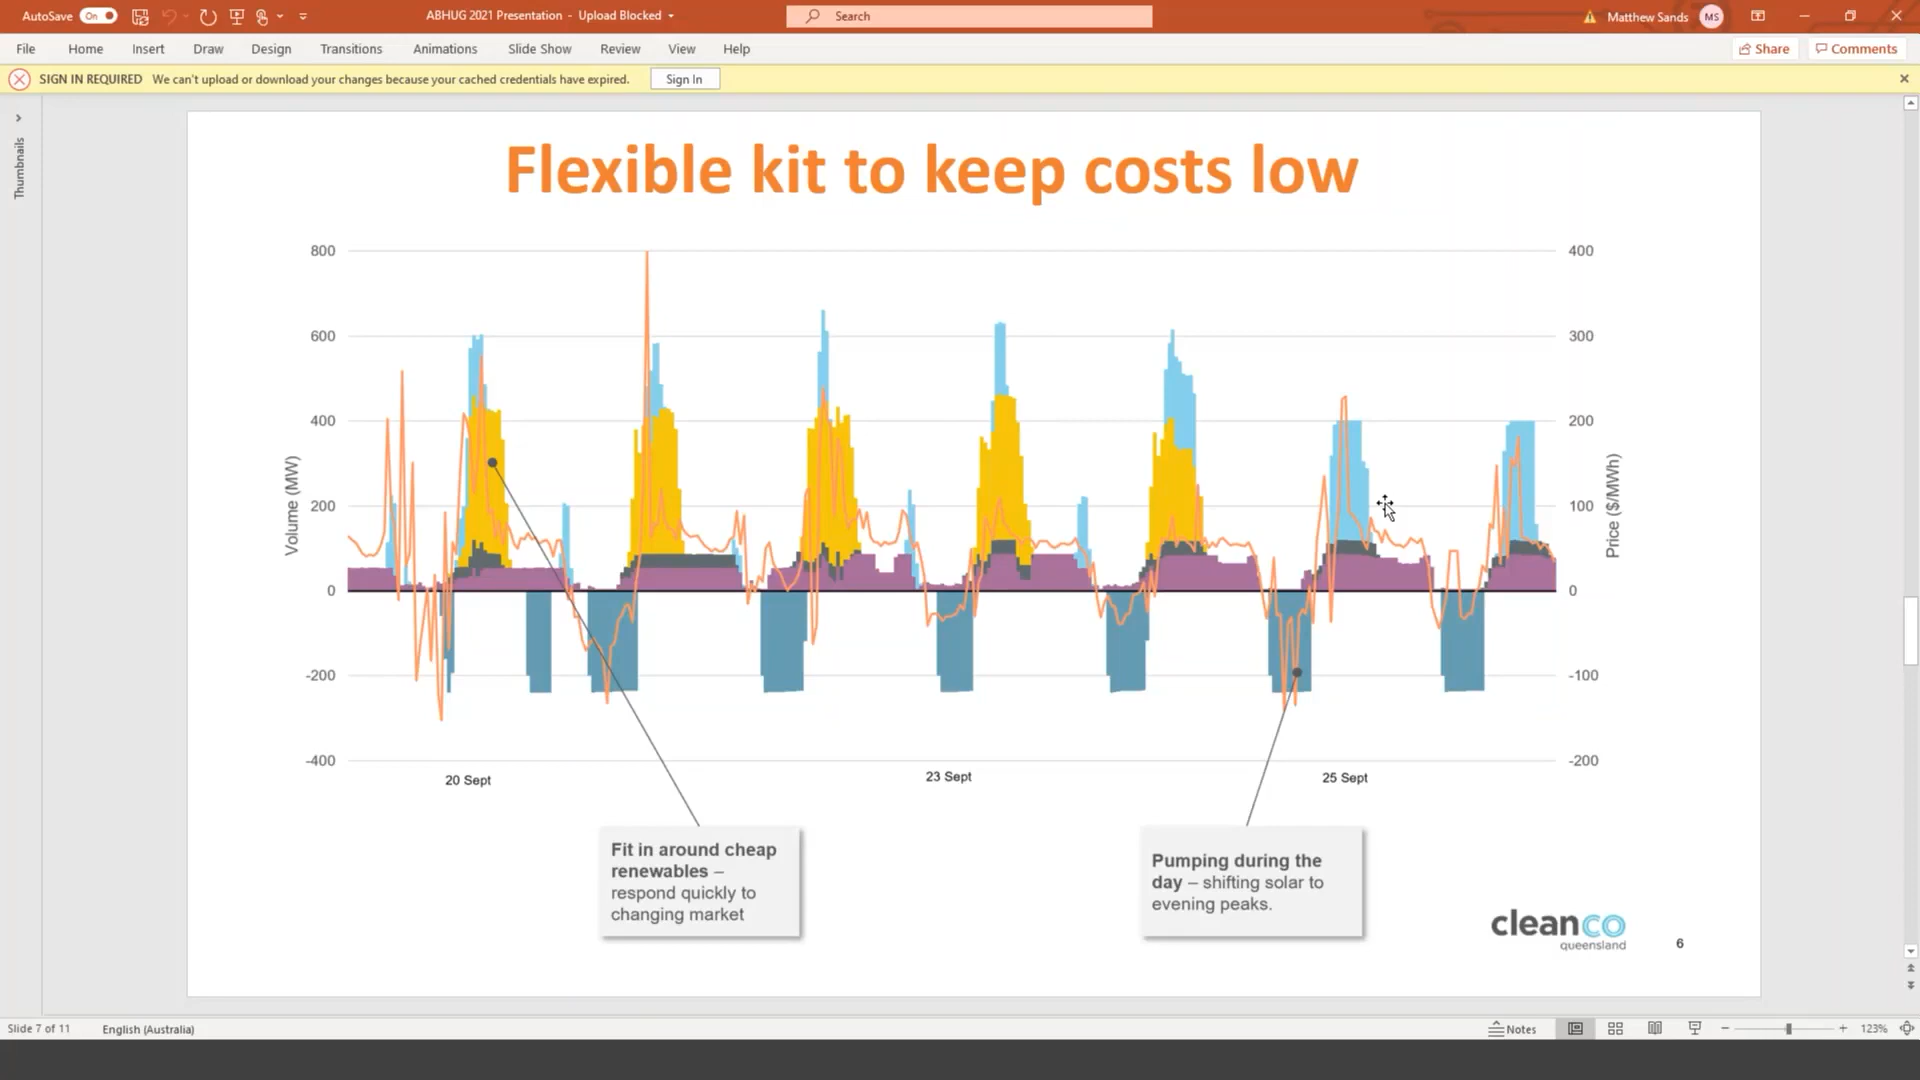 AutoSave On ABHUG 2021 Presentation - Upload Blocked Search Matthew Sands MS
File Home Insert Draw Design Transitions Animations Slide Show Review View Help Share Comments
SIGN IN REQUIRED We can't upload or download your changes because your cached credentials have expired. Sign In
Thumbnails
Flexible kit to keep costs low
800 400
600 300
400 200
200 100
0 0
-200 -100
-400 -200
Volume (MW)
Price ($/MWh)
20 Sept 23 Sept 25 Sept
Fit in around cheap
renewables –
respond quickly to
changing market
Pumping during the
day – shifting solar to
evening peaks.
cleanco
queensland
6
Slide 7 of 11 English (Australia) Notes 123%